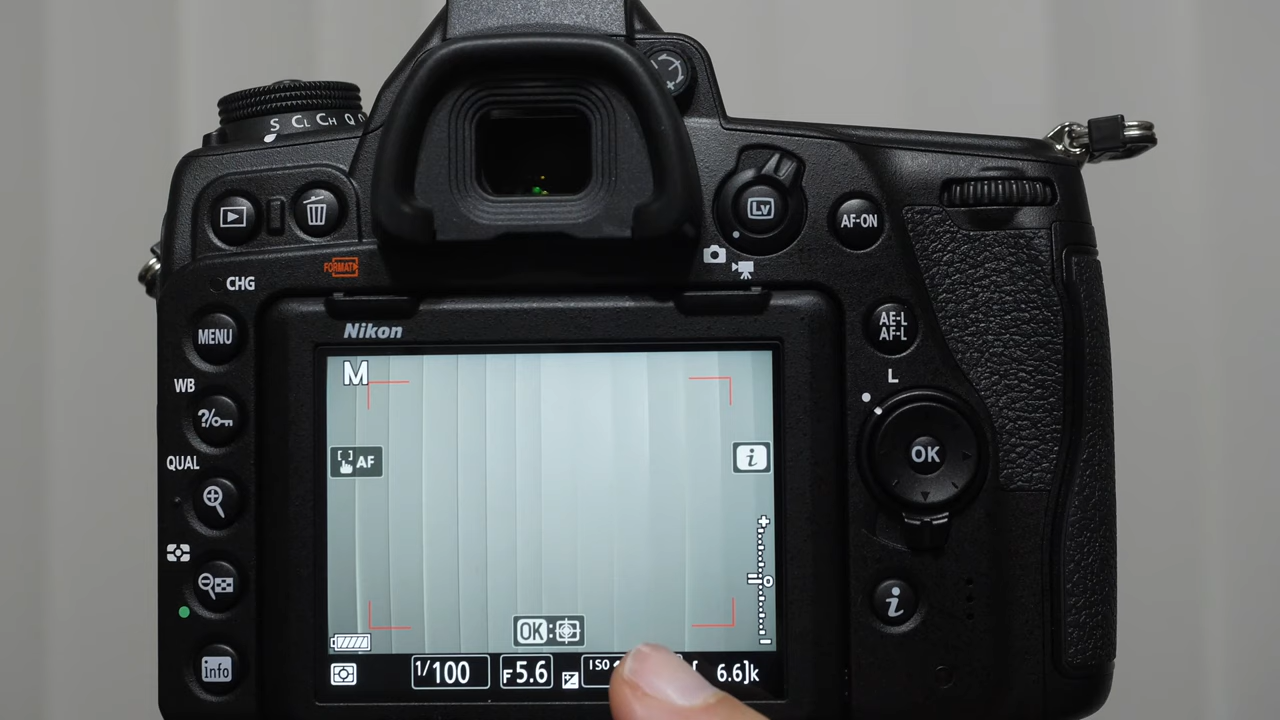 S CL CH Q
Lv
AF-ON
FORMAT
CHG
AE-L
AF-L
Nikon
MENU
M
L
WB
?
AF
i
OK
QUAL
OK:
info
i
1/100 F5.6 ISO 6.6]k